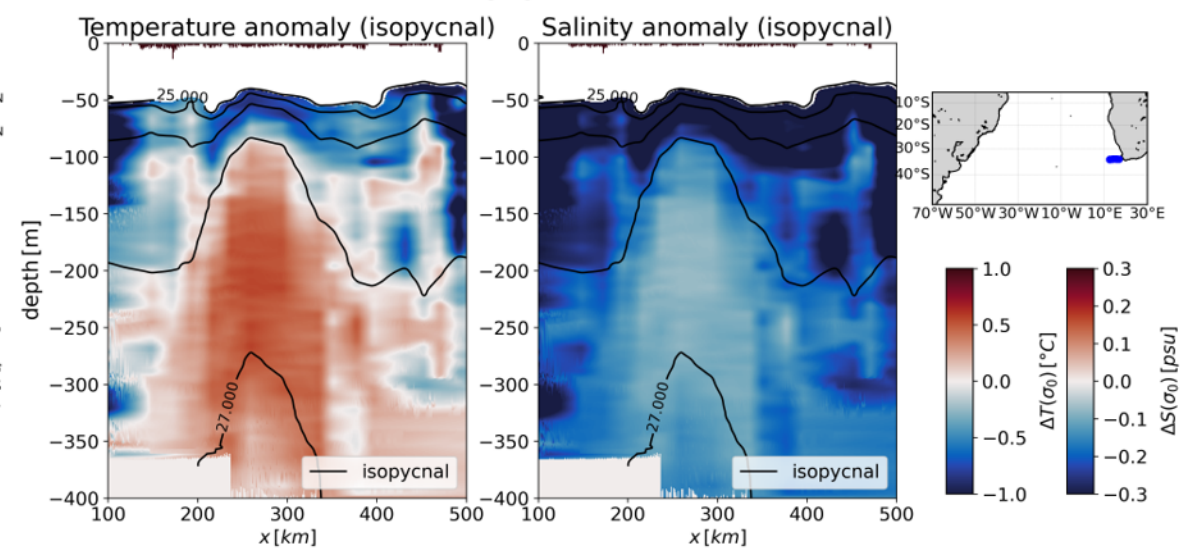 Temperature anomaly (isopycnal)
Salinity anomaly (isopycnal)
0
−50
−100
−150
−200
−250
−300
−350
−400
depth [m]
25.000
27.000
isopycnal
100
200
300
400
500
x [km]
0
−50
−100
−150
−200
−250
−300
−350
−400
25.000
27.000
isopycnal
100
200
300
400
500
x [km]
10°S
20°S
30°S
40°S
70°W
50°W
30°W
10°W
10°E
30°E
1.0
0.5
0.0
−0.5
−1.0
ΔT(σ₀) [°C]
0.3
0.2
0.1
0.0
−0.1
−0.2
−0.3
ΔS(σ₀) [psu]